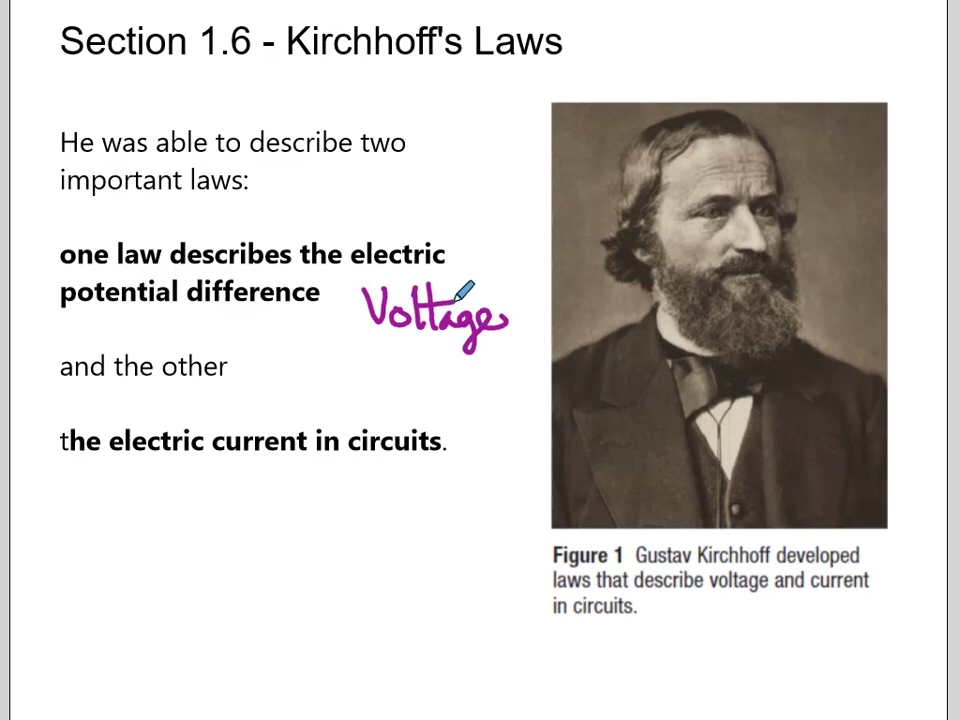 Section 1.6 - Kirchhoff's Laws
He was able to describe two
important laws:
one law describes the electric
potential difference
Voltage
and the other
the electric current in circuits.
Figure 1 Gustav Kirchhoff developed
laws that describe voltage and current
in circuits.